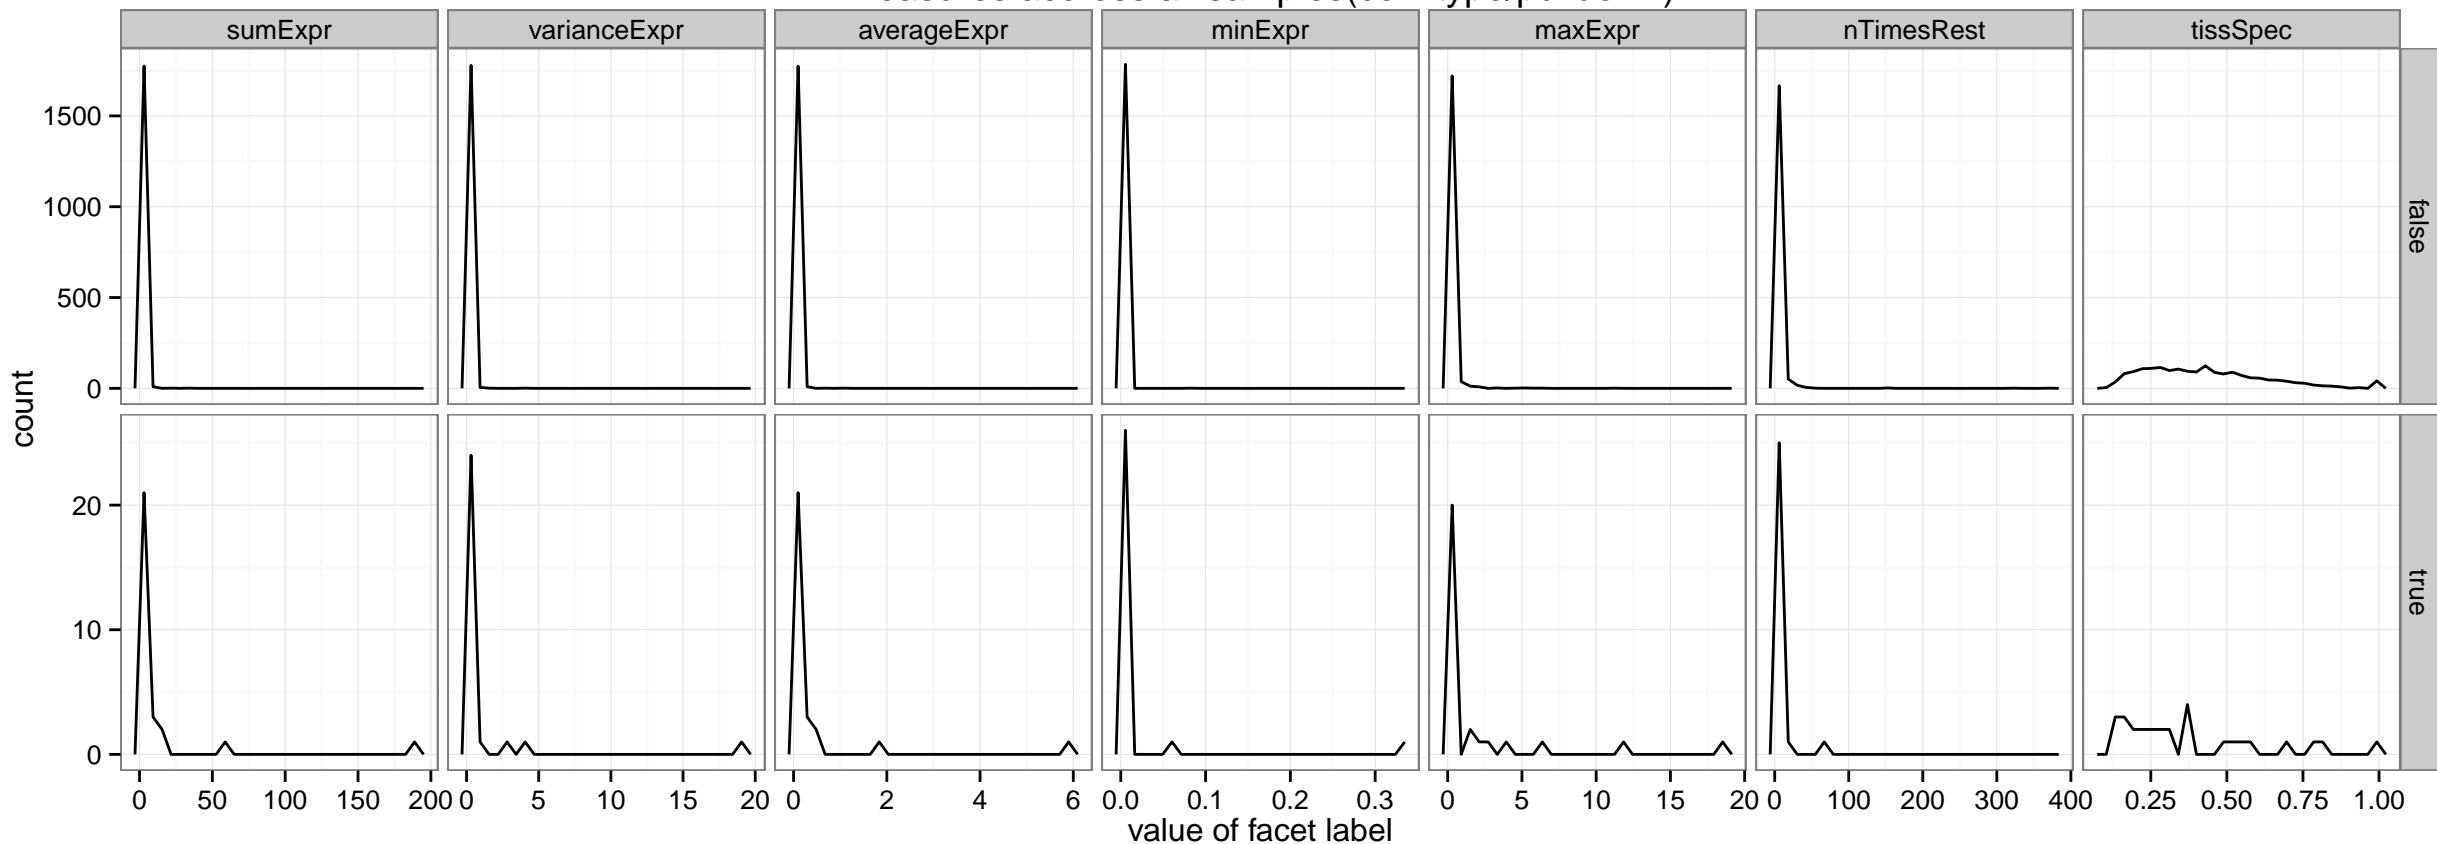 sumExpr varianceExpr averageExpr minExpr maxExpr nTimesRest tissSpec
1500
1000
500
0
false
20
10
0
true
count
0 50 100 150 200 0 5 10 15 20 0 2 4 6 0.0 0.1 0.2 0.3 0 5 10 15 20 0 100 200 300 400 0.25 0.50 0.75 1.00
value of facet label